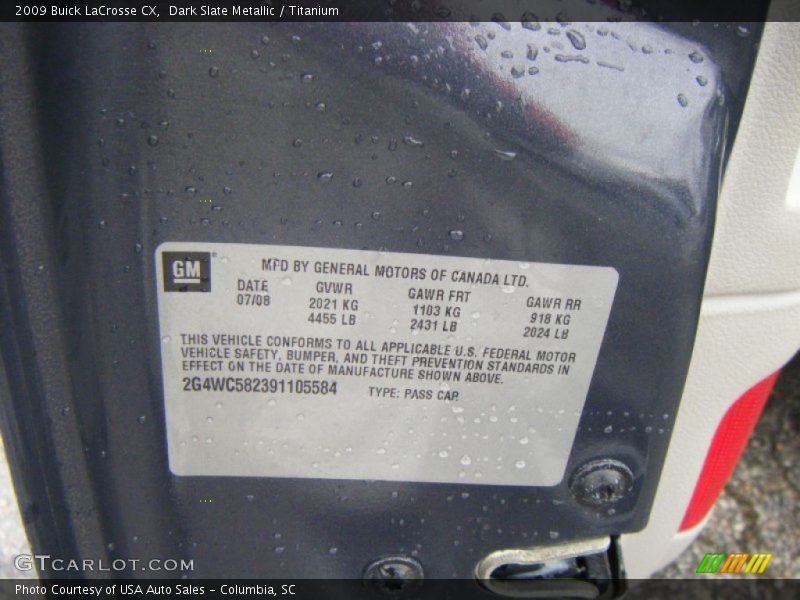 2009 Buick LaCrosse CX, Dark Slate Metallic / Titanium
GM
MFD BY GENERAL MOTORS OF CANADA LTD.
DATE GVWR GAWR FRT GAWR RR
07/08 2021 KG 1103 KG 918 KG
4455 LB 2431 LB 2024 LB
THIS VEHICLE CONFORMS TO ALL APPLICABLE U.S. FEDERAL MOTOR
VEHICLE SAFETY, BUMPER, AND THEFT PREVENTION STANDARDS IN
EFFECT ON THE DATE OF MANUFACTURE SHOWN ABOVE.
2G4WC582391105584 TYPE: PASS CAR
GTCARLOT.COM
Photo Courtesy of USA Auto Sales - Columbia, SC